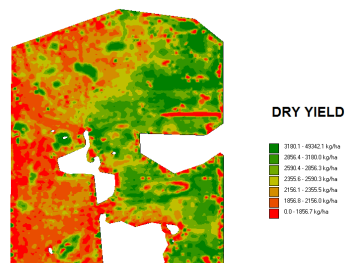 DRY YIELD
3180.1 - 49342.1 kg/ha
2856.4 - 3180.0 kg/ha
2590.4 - 2856.3 kg/ha
2355.6 - 2590.3 kg/ha
2156.1 - 2355.5 kg/ha
1856.8 - 2156.0 kg/ha
0.0 - 1856.7 kg/ha